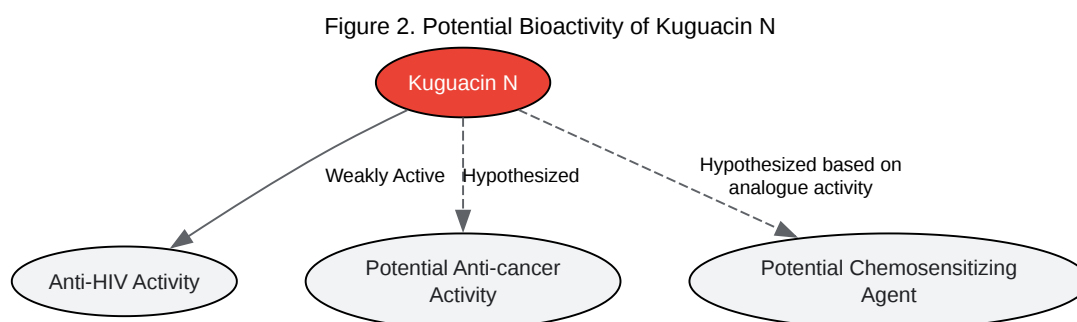 Figure 2. Potential Bioactivity of Kuguacin N
Kuguacin N
Weakly Active
Hypothesized
Hypothesized based on
analogue activity
Anti-HIV Activity
Potential Anti-cancer
Activity
Potential Chemosensitizing
Agent